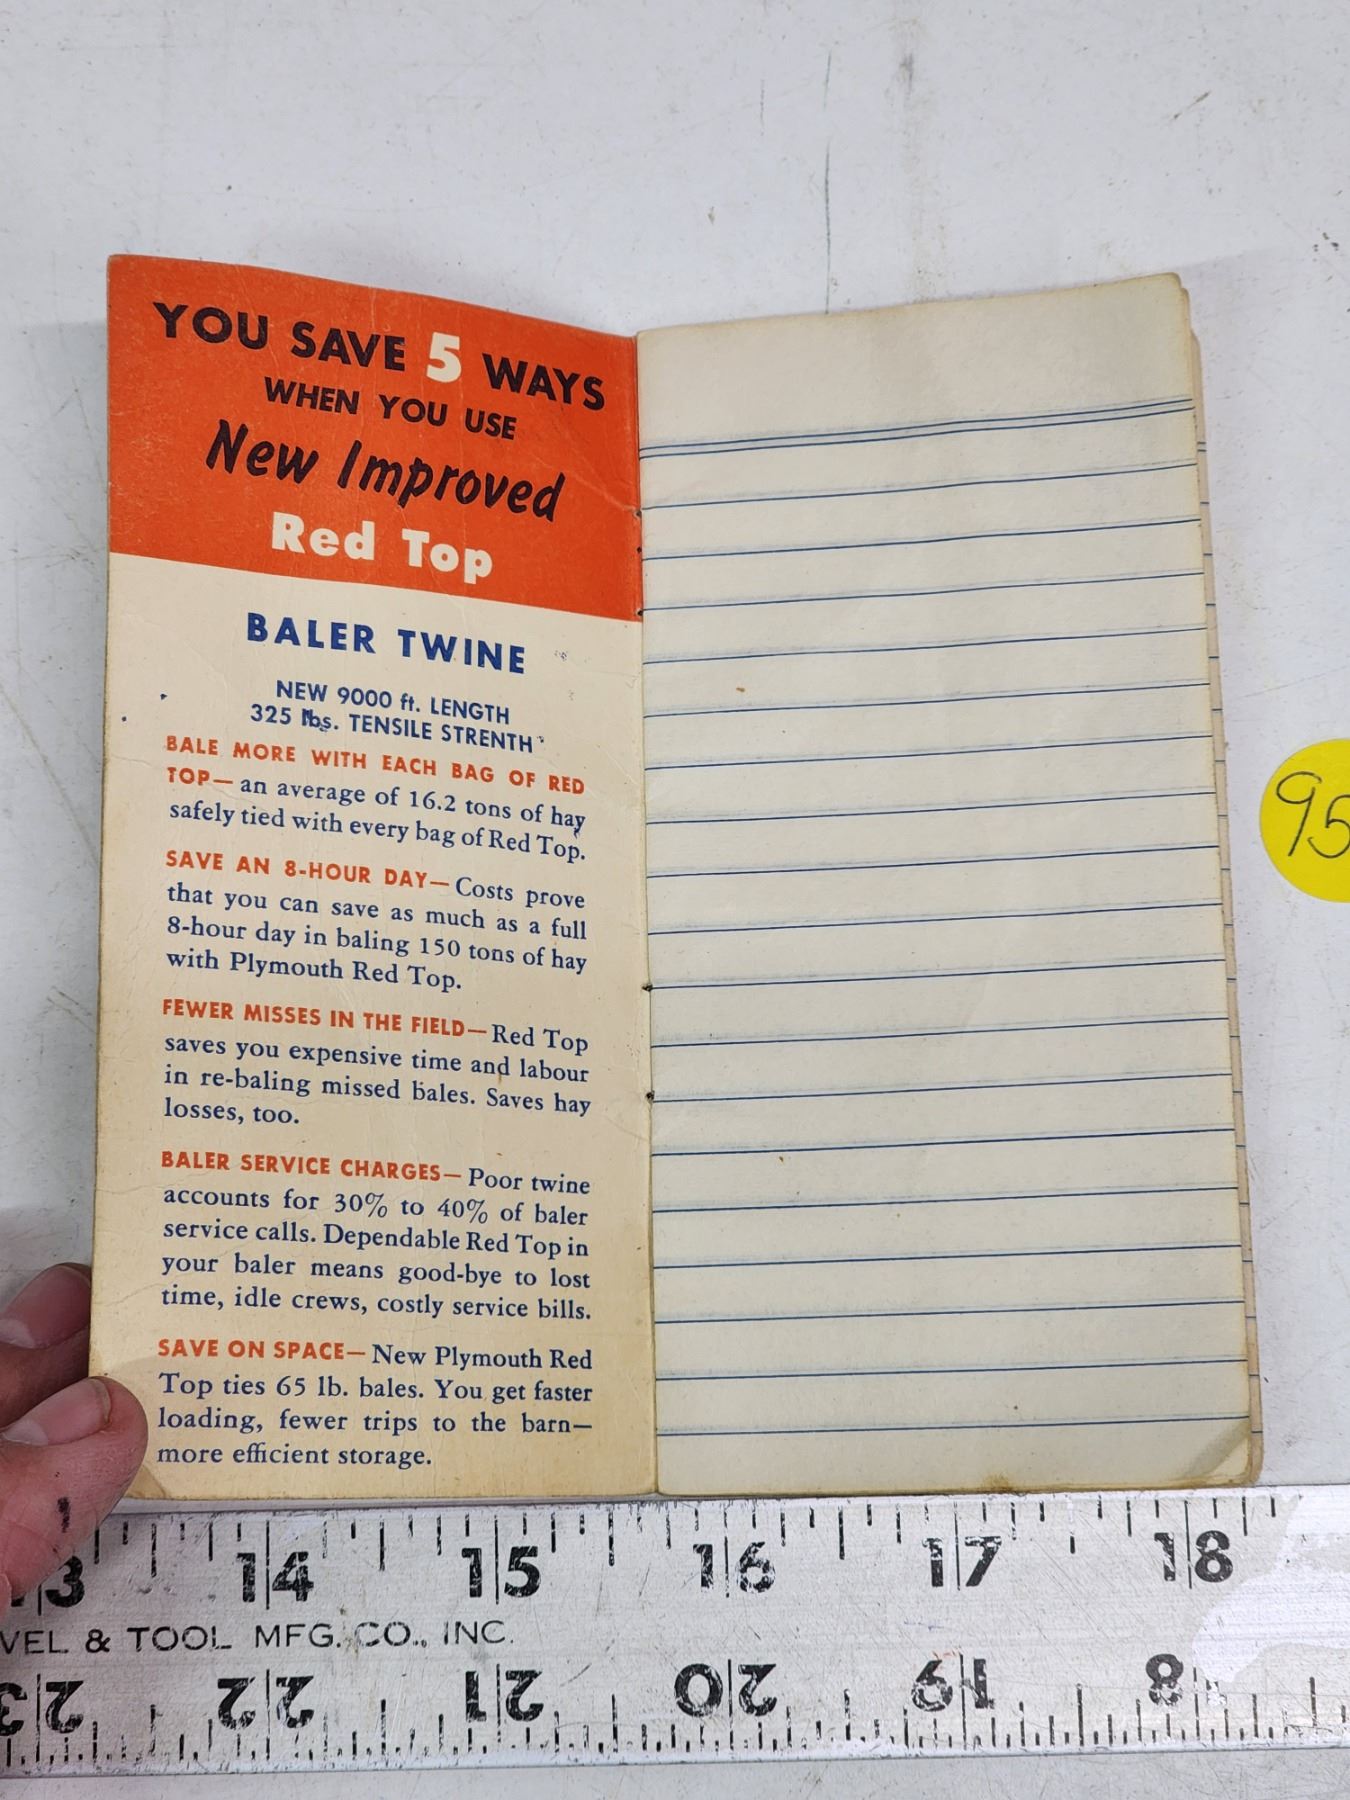 YOU SAVE 5 WAYS
WHEN YOU USE
New Improved
Red Top
BALER TWINE
NEW 9000 ft. LENGTH
325 lbs. TENSILE STRENTH
BALE MORE WITH EACH BAG OF RED
TOP— an average of 16.2 tons of hay
safely tied with every bag of Red Top.
SAVE AN 8-HOUR DAY— Costs prove
that you can save as much as a full
8-hour day in baling 150 tons of hay
with Plymouth Red Top.
FEWER MISSES IN THE FIELD— Red Top
saves you expensive time and labour
in re-baling missed bales. Saves hay
losses, too.
BALER SERVICE CHARGES— Poor twine
accounts for 30% to 40% of baler
service calls. Dependable Red Top in
your baler means good-bye to lost
time, idle crews, costly service bills.
SAVE ON SPACE— New Plymouth Red
Top ties 65 lb. bales. You get faster
loading, fewer trips to the barn—
more efficient storage.
95
13 14 15 16 17 18
VEL & TOOL MFG. CO., INC.
23 22 21 20 19 8